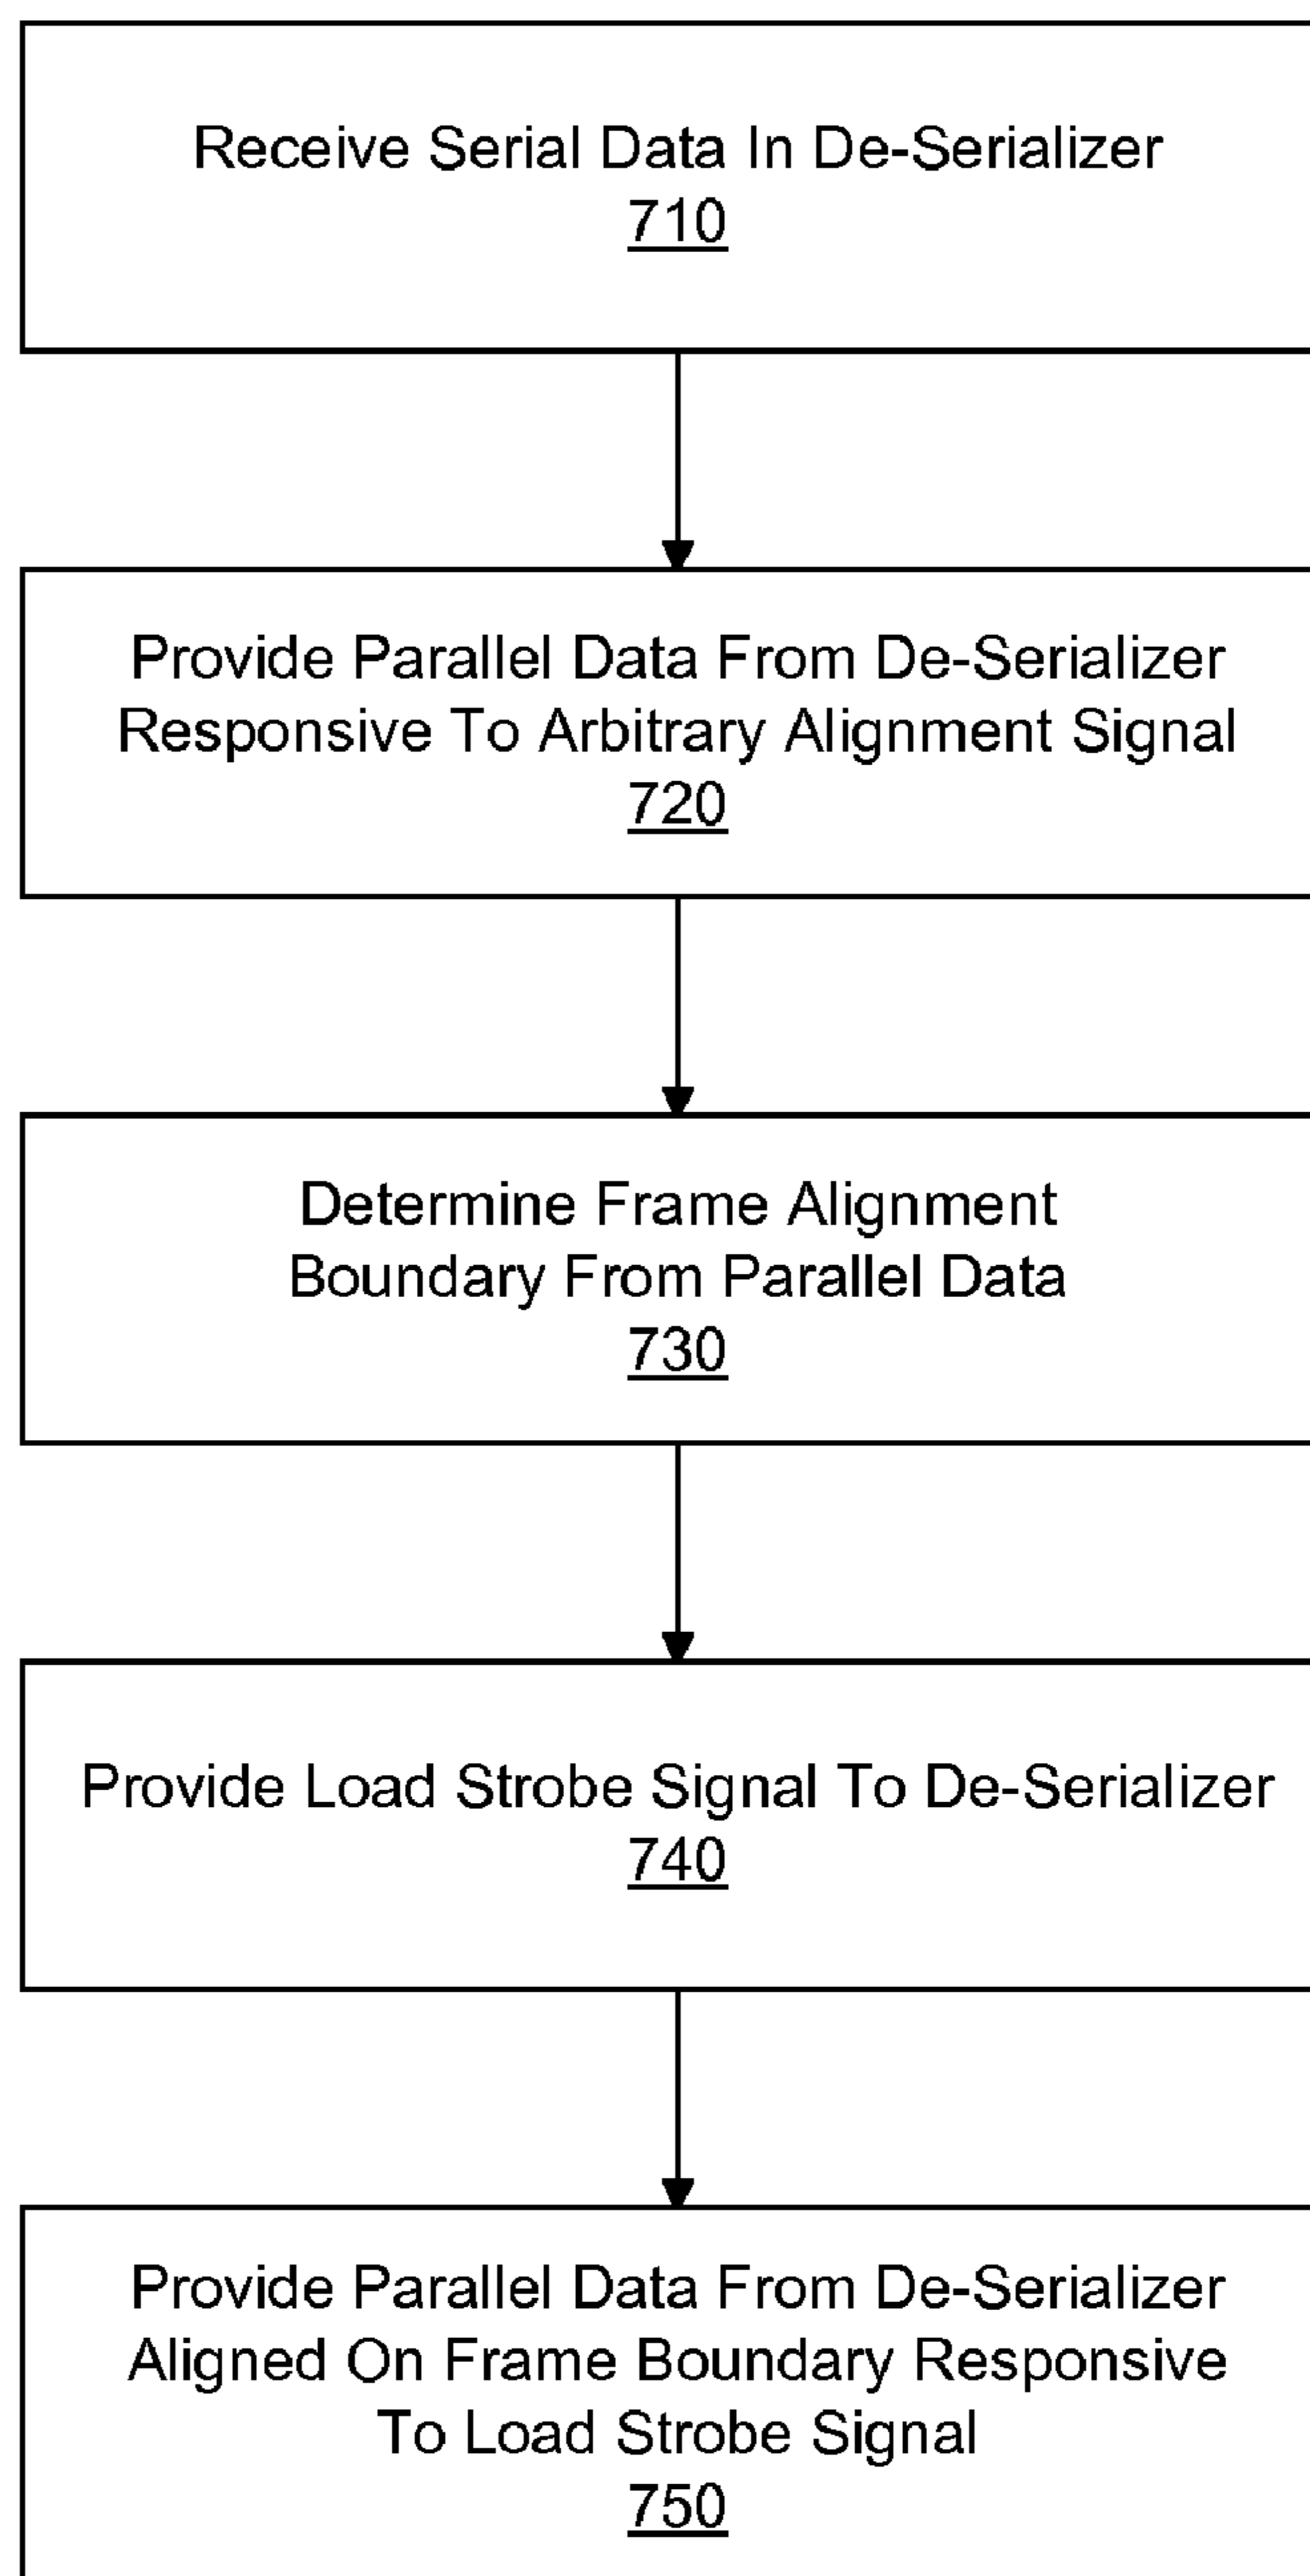 Receive Serial Data In De-Serializer
710
Provide Parallel Data From De-Serializer
Responsive To Arbitrary Alignment Signal
720
Determine Frame Alignment
Boundary From Parallel Data
730
Provide Load Strobe Signal To De-Serializer
740
Provide Parallel Data From De-Serializer
Aligned On Frame Boundary Responsive
To Load Strobe Signal
750